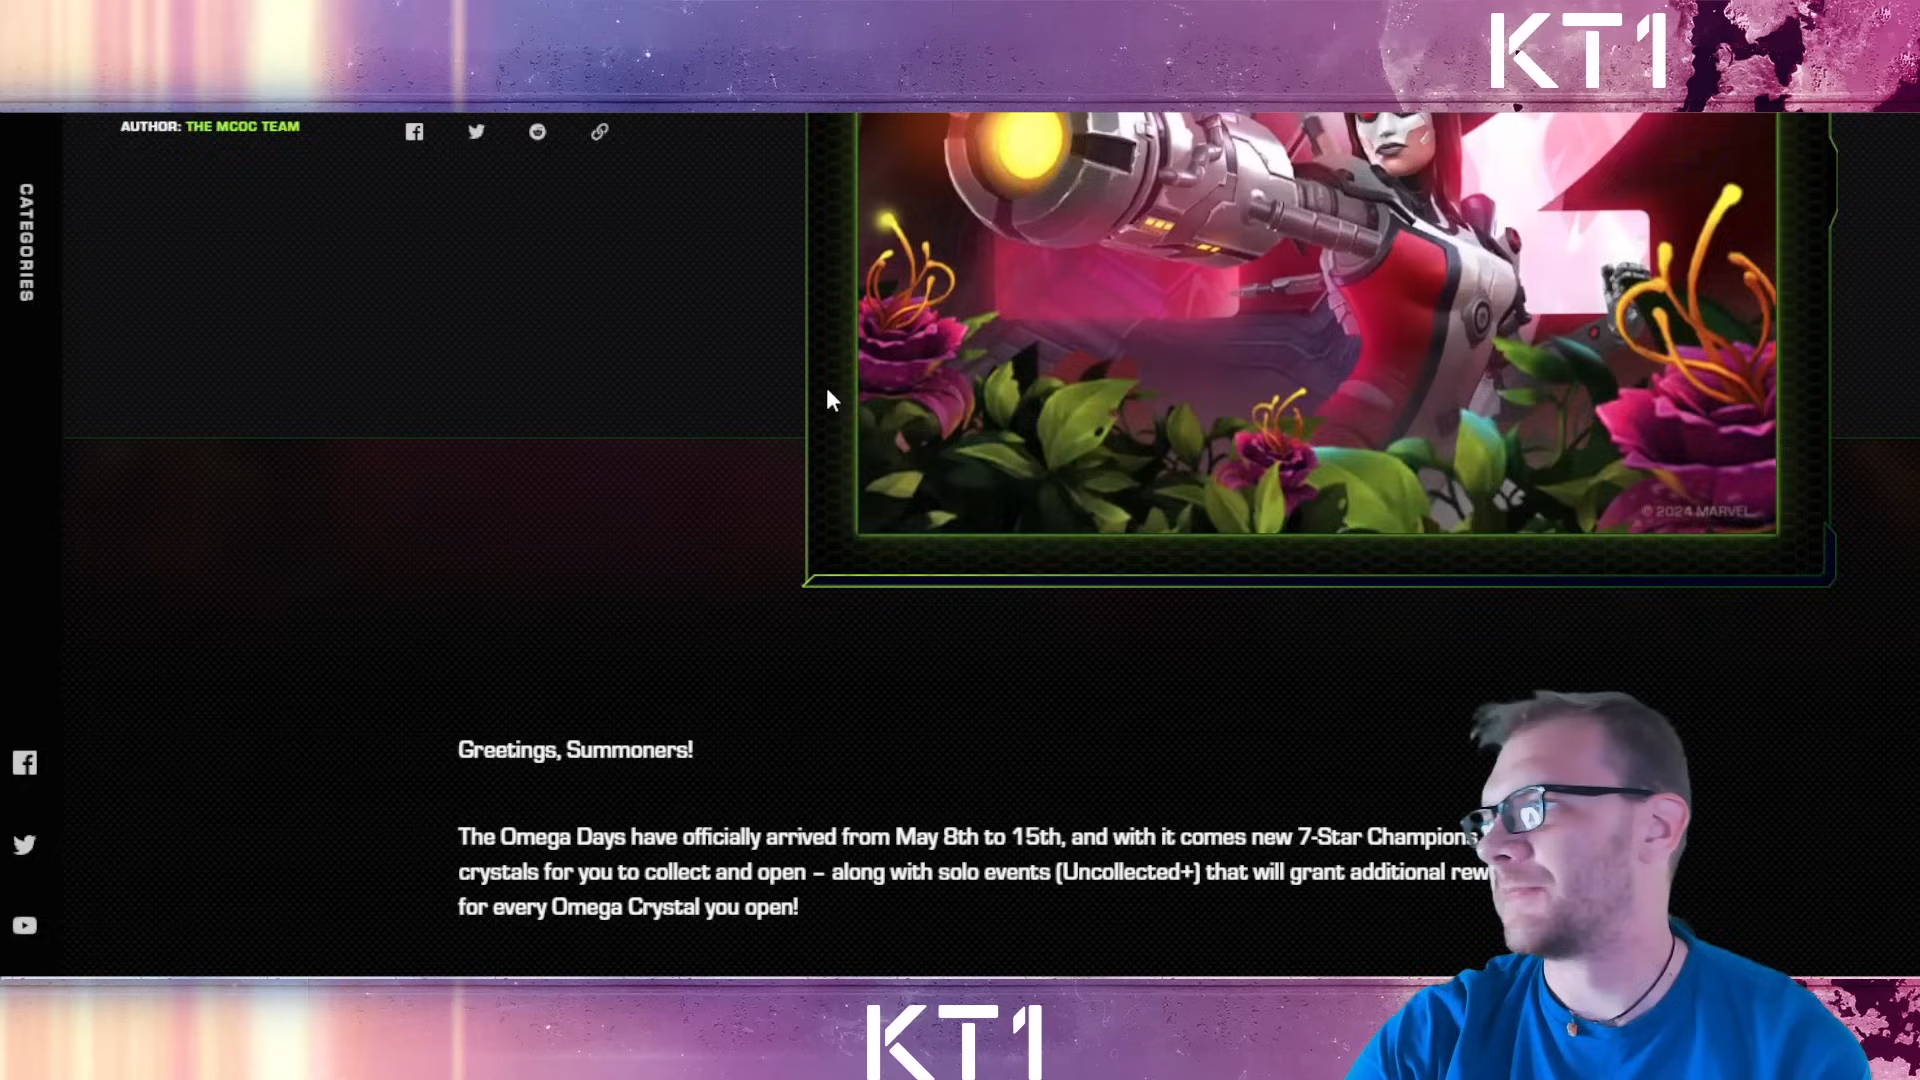 KT1
AUTHOR: THE MCOC TEAM
CATEGORIES
© 2024 MARVEL
Greetings, Summoners!
The Omega Days have officially arrived from May 8th to 15th, and with it comes new 7-Star Champions
crystals for you to collect and open – along with solo events (Uncollected+) that will grant additional rew
for every Omega Crystal you open!
KT1